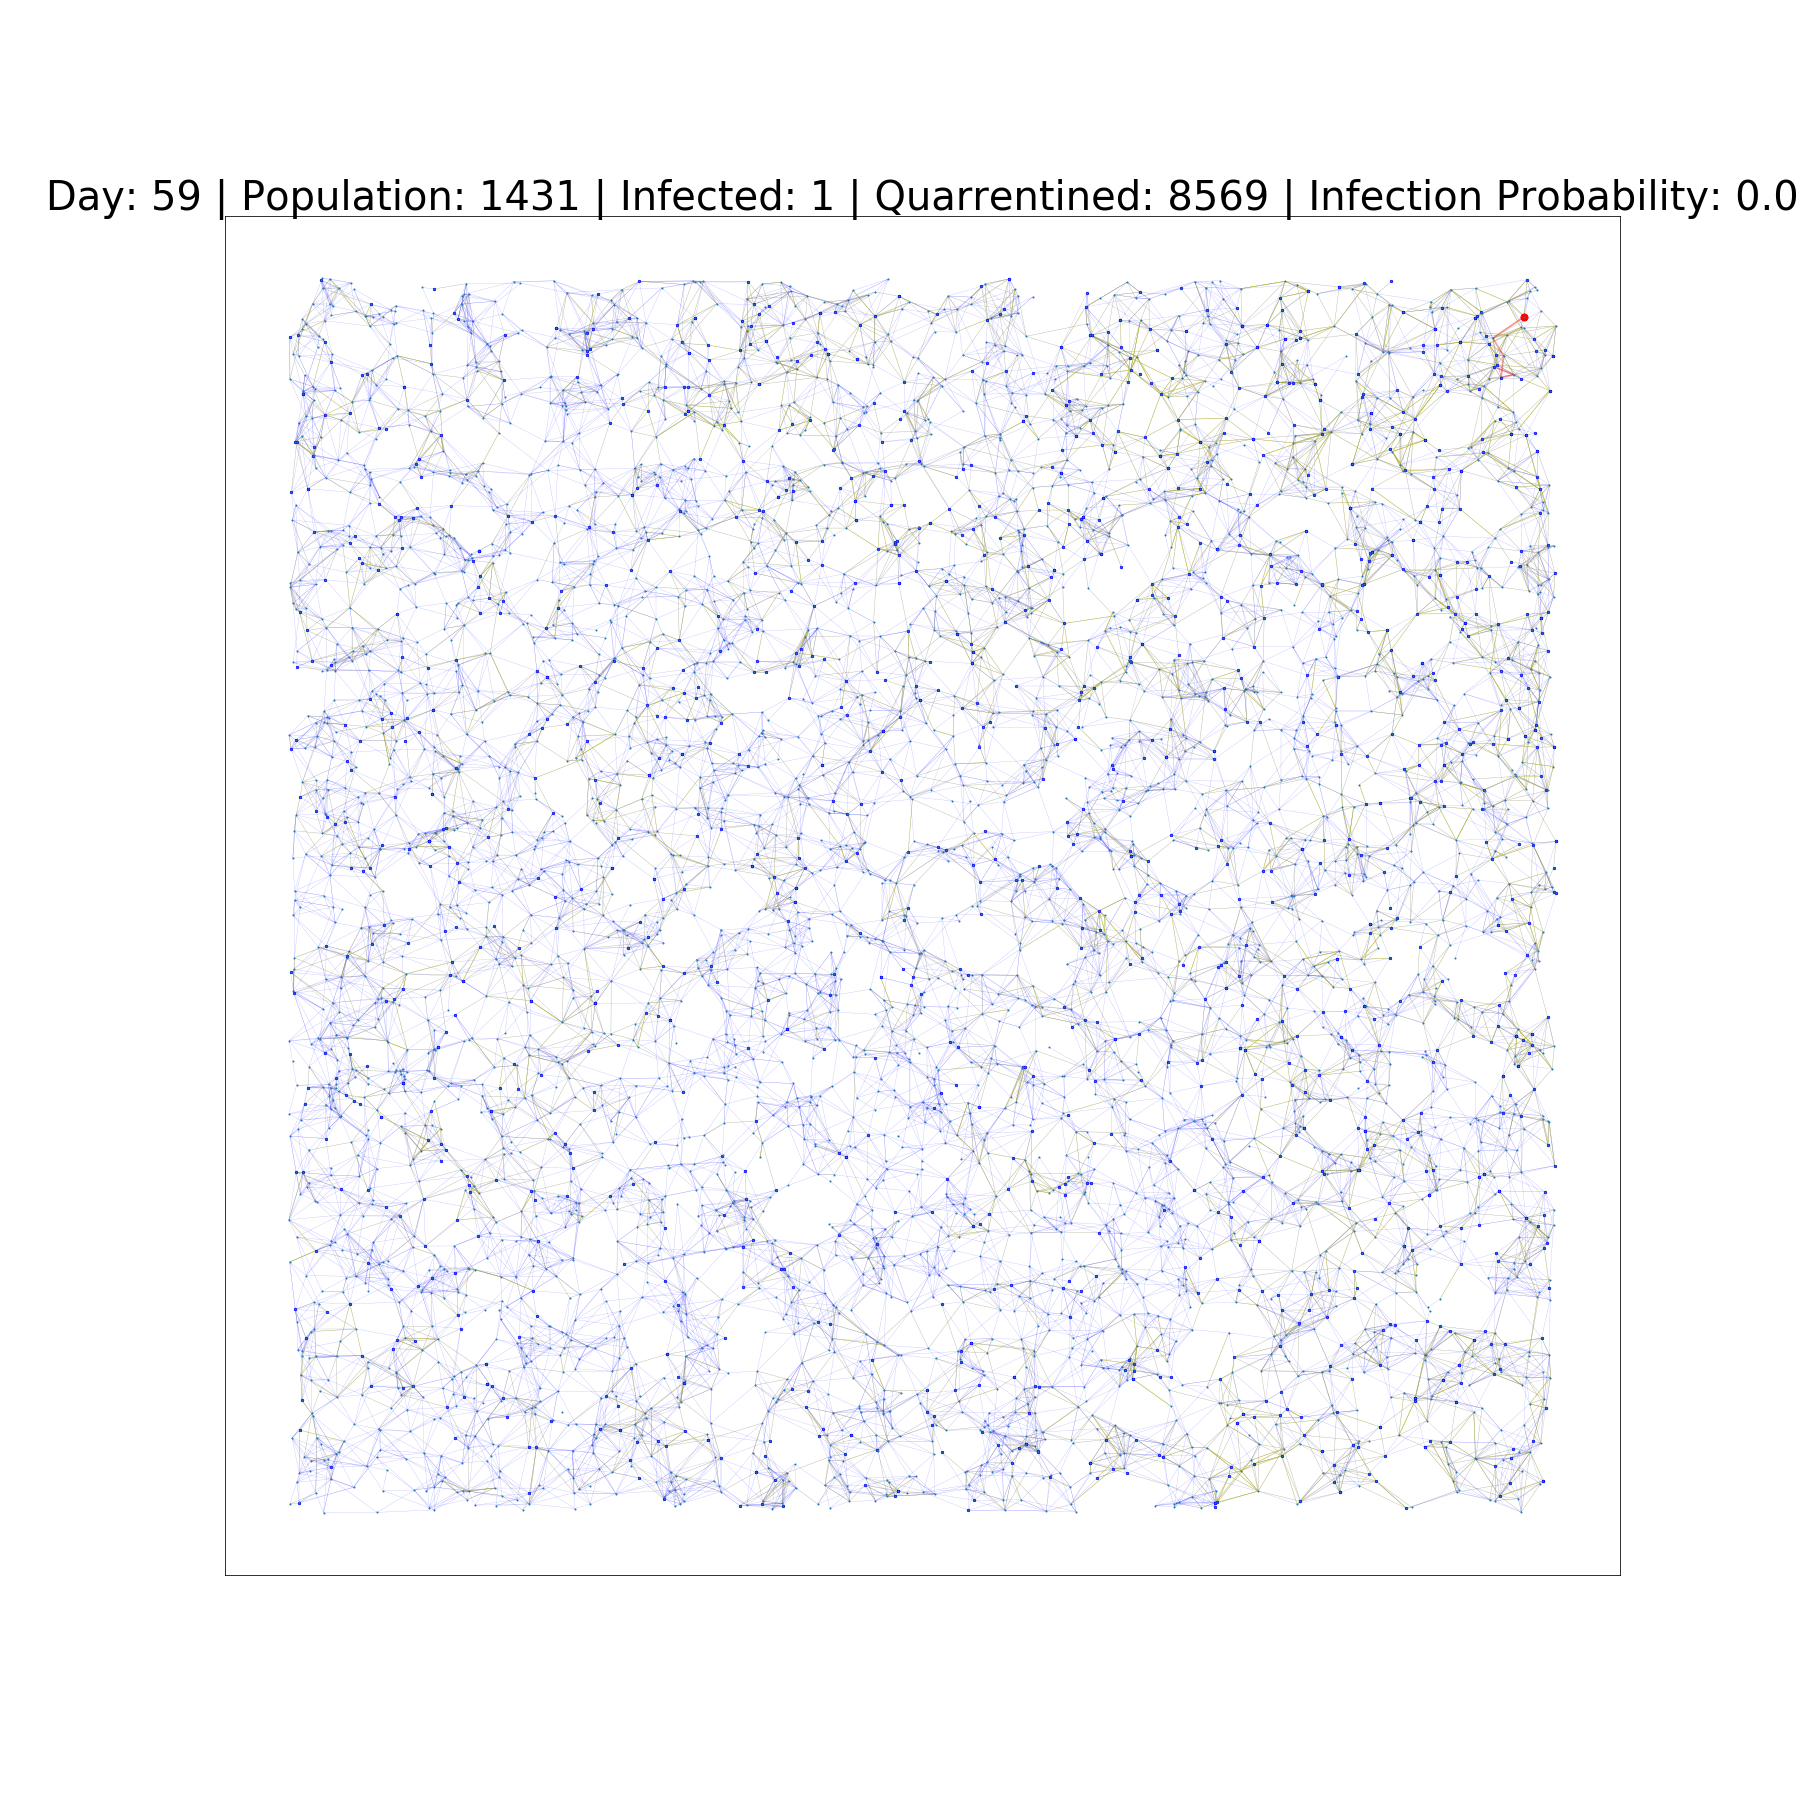 Day: 59 | Population: 1431 | Infected: 1 | Quarrentined: 8569 | Infection Probability: 0.0